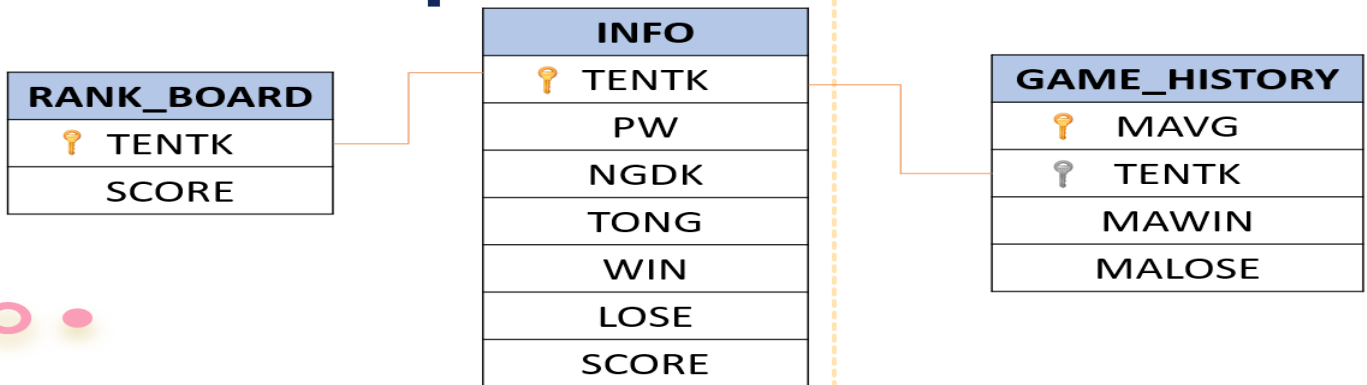 RANK_BOARD
TENTK
SCORE
INFO
TENTK
PW
NGDK
TONG
WIN
LOSE
SCORE
GAME_HISTORY
MAVG
TENTK
MAWIN
MALOSE